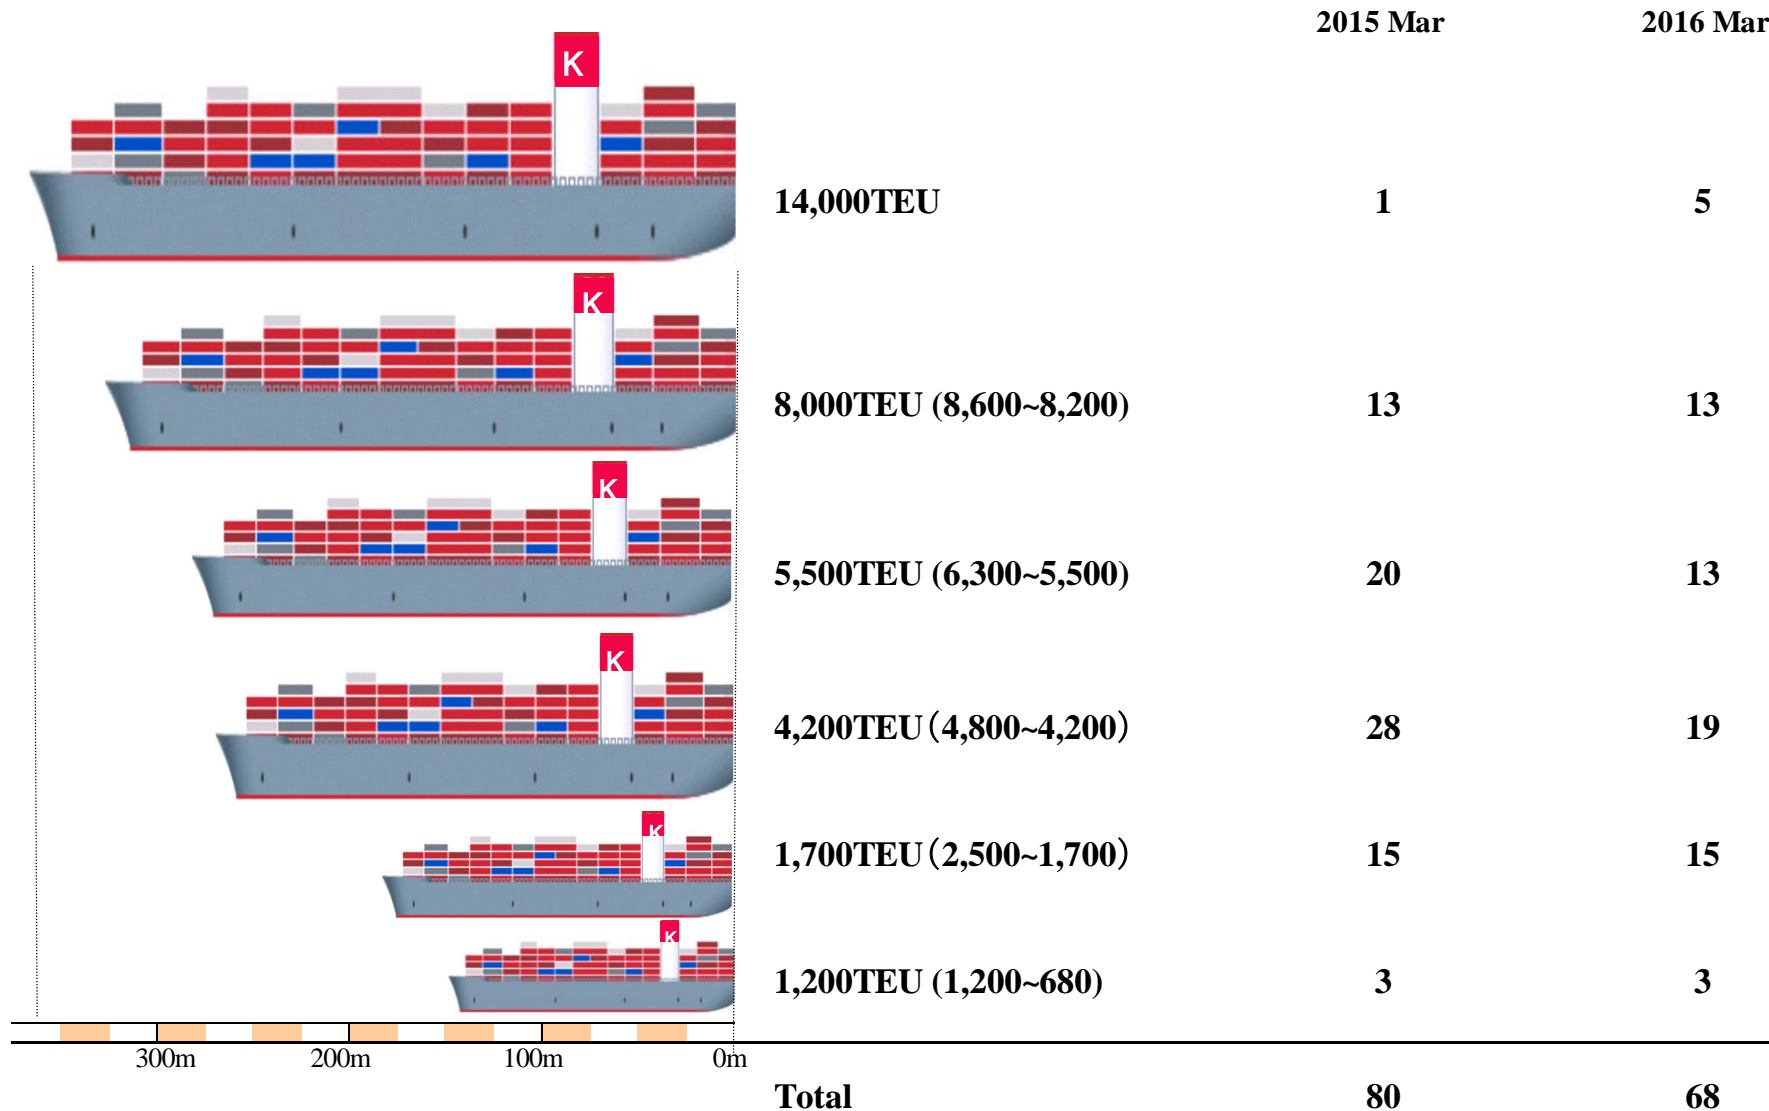 2015 Mar 2016 Mar
K
14,000TEU 1 5
K
8,000TEU (8,600~8,200) 13 13
K
5,500TEU (6,300~5,500) 20 13
K
4,200TEU（4,800~4,200） 28 19
K
1,700TEU（2,500~1,700） 15 15
K
1,200TEU (1,200~680) 3 3
300m 200m 100m 0m
Total 80 68